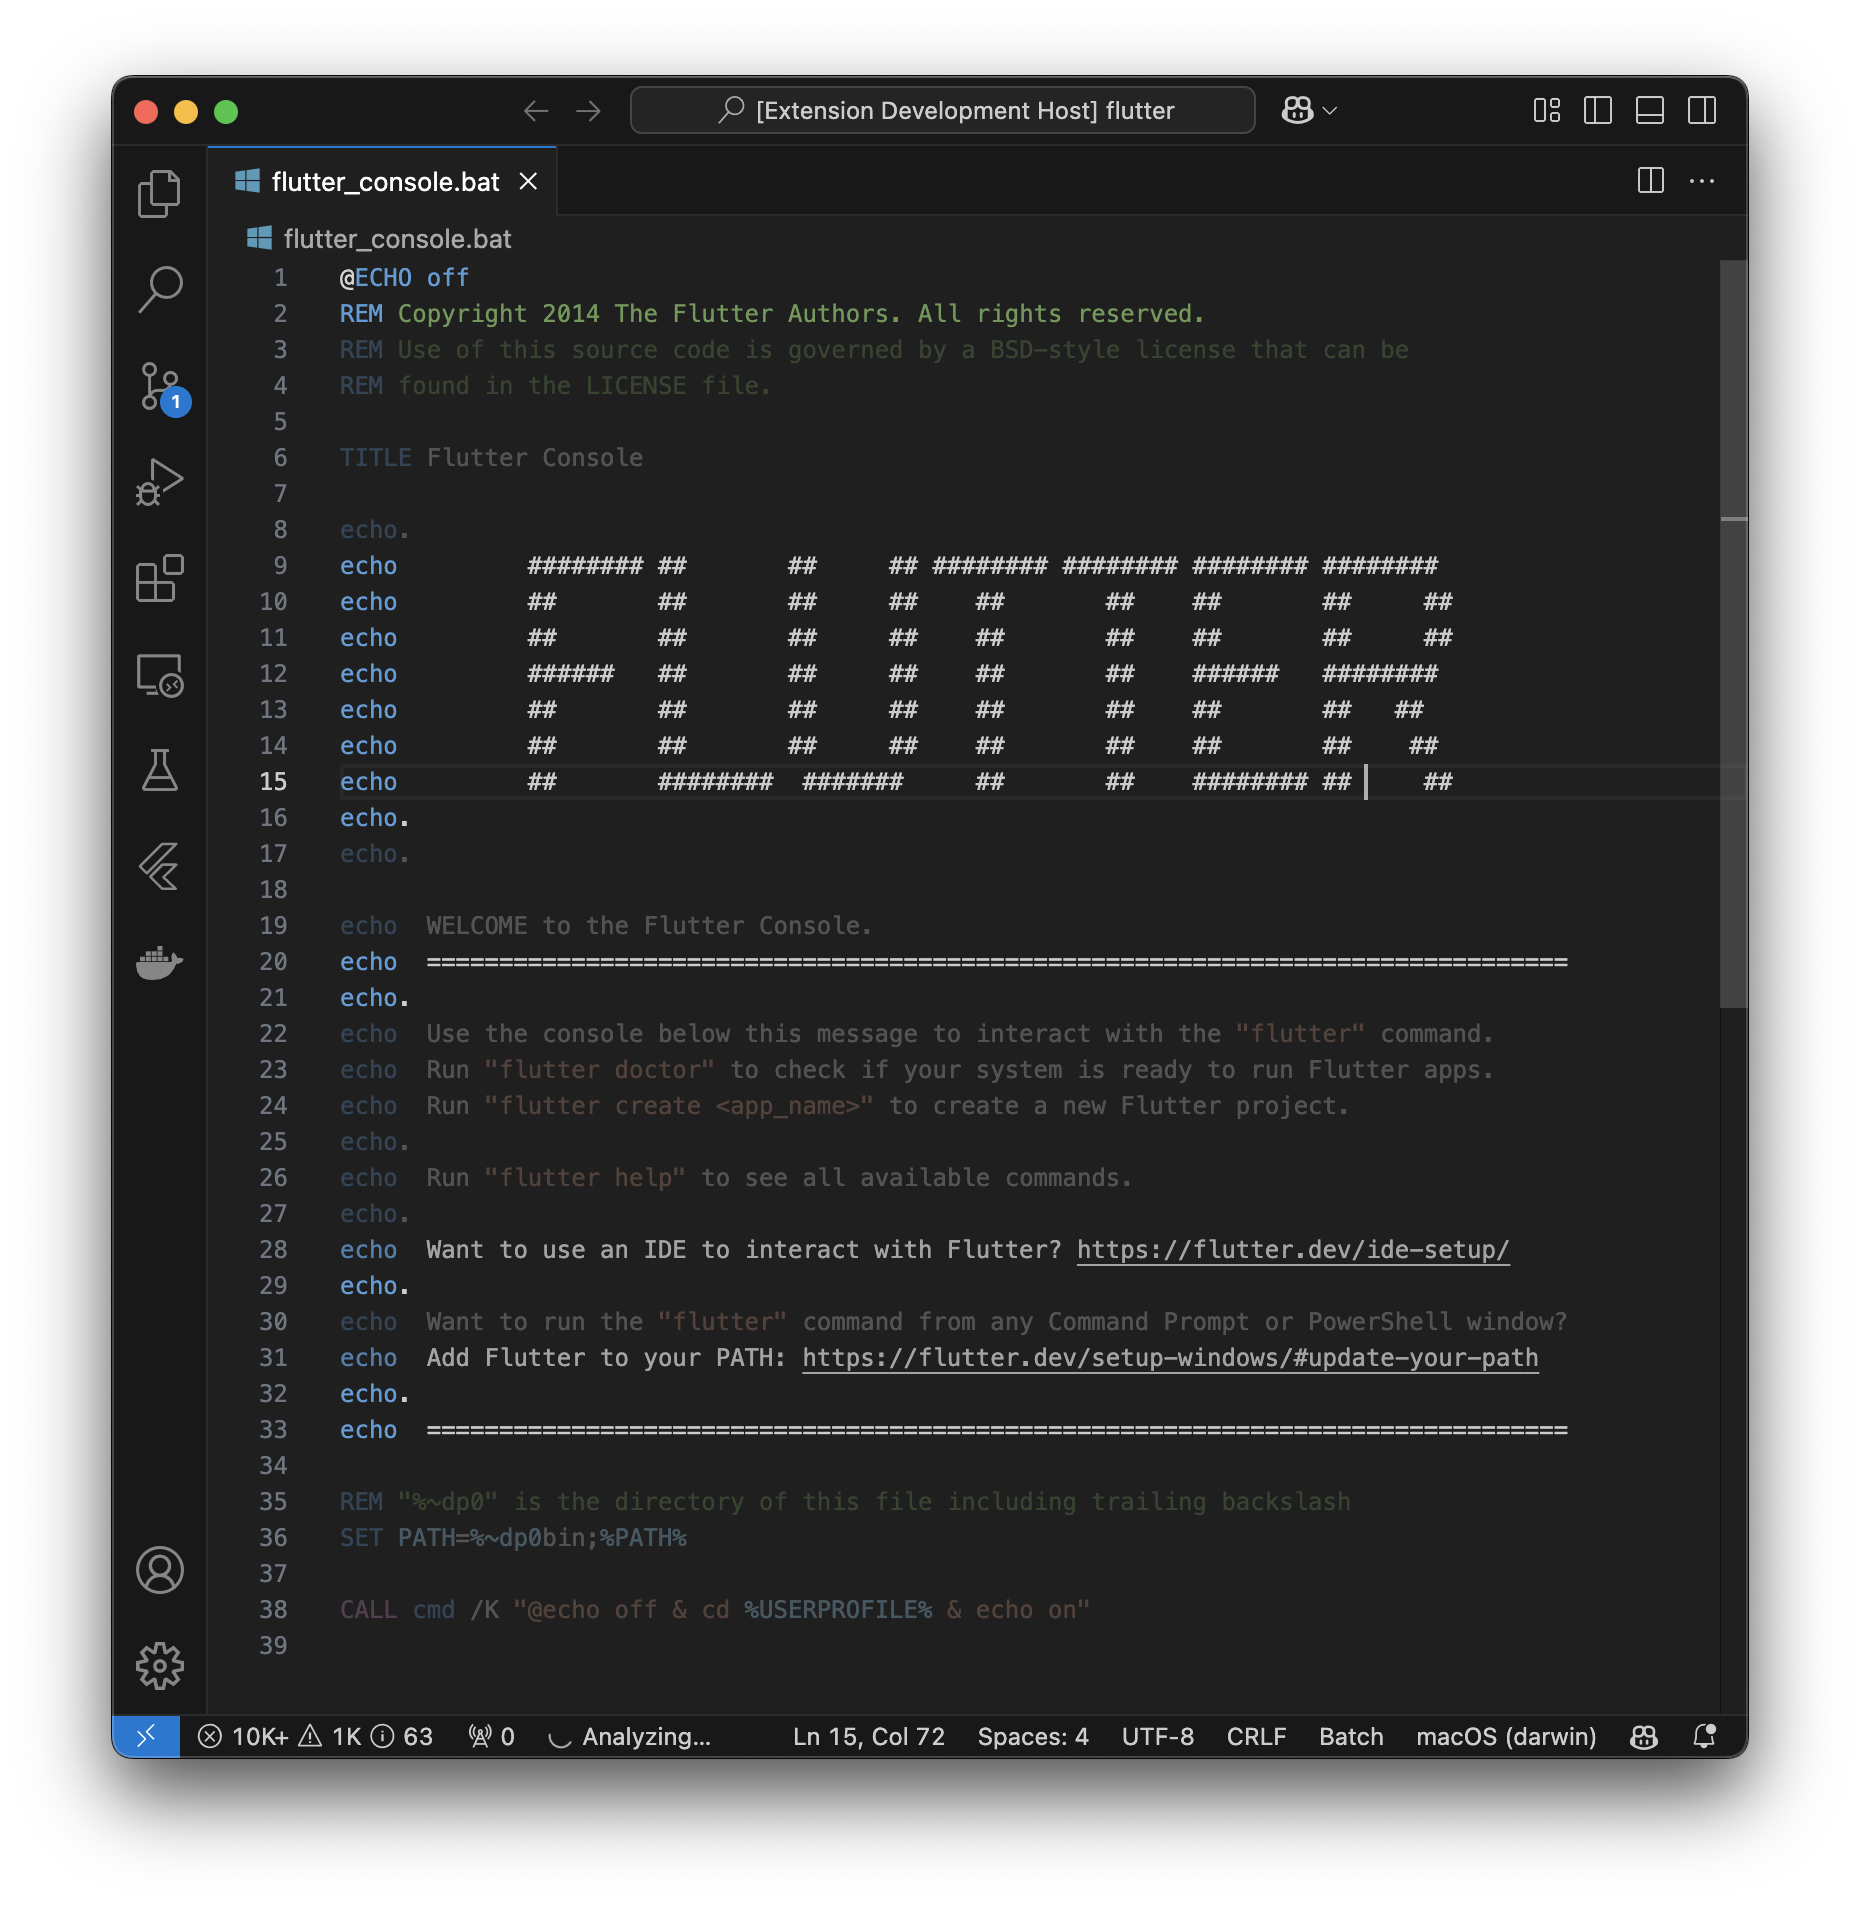 [Extension Development Host] flutter
flutter_console.bat
flutter_console.bat
1 @ECHO off
2 REM Copyright 2014 The Flutter Authors. All rights reserved.
3 REM Use of this source code is governed by a BSD-style license that can be
4 REM found in the LICENSE file.
5
6 TITLE Flutter Console
7
8 echo.
9 echo         ######## ##       ##     ## ######## ######## ######## ########
10 echo         ##       ##       ##     ##    ##       ##    ##       ##     ##
11 echo         ##       ##       ##     ##    ##       ##    ##       ##     ##
12 echo         ######   ##       ##     ##    ##       ##    ######   ########
13 echo         ##       ##       ##     ##    ##       ##    ##       ##   ##
14 echo         ##       ##       ##     ##    ##       ##    ##       ##    ##
15 echo         ##       ########  #######     ##       ##    ######## ##     ##
16 echo.
17 echo.
18
19 echo  WELCOME to the Flutter Console.
20 echo  ===============================================================================
21 echo.
22 echo  Use the console below this message to interact with the "flutter" command.
23 echo  Run "flutter doctor" to check if your system is ready to run Flutter apps.
24 echo  Run "flutter create <app_name>" to create a new Flutter project.
25 echo.
26 echo  Run "flutter help" to see all available commands.
27 echo.
28 echo  Want to use an IDE to interact with Flutter? https://flutter.dev/ide-setup/
29 echo.
30 echo  Want to run the "flutter" command from any Command Prompt or PowerShell window?
31 echo  Add Flutter to your PATH: https://flutter.dev/setup-windows/#update-your-path
32 echo.
33 echo  ===============================================================================
34
35 REM "%~dp0" is the directory of this file including trailing backslash
36 SET PATH=%~dp0bin;%PATH%
37
38 CALL cmd /K "@echo off & cd %USERPROFILE% & echo on"
39
1
10K+ 1K 63 0 Analyzing... Ln 15, Col 72 Spaces: 4 UTF-8 CRLF Batch macOS (darwin)